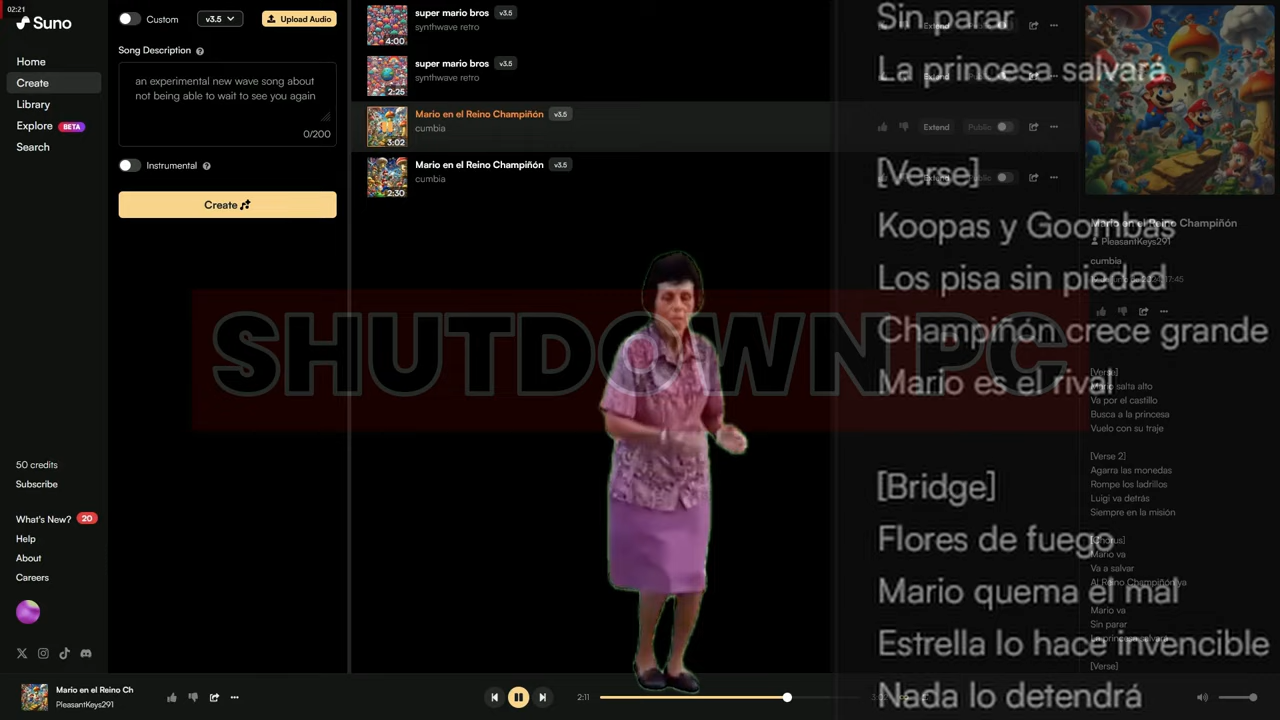 02:21
Suno
Home
Create
Library
Explore BETA
Search
50 credits
Subscribe
What's New? 20
Help
About
Careers
Custom
v3.5
Upload Audio
Song Description
an experimental new wave song about
not being able to wait to see you again
0/200
Instrumental
Create
super mario bros v3.5
synthwave retro
4:00
super mario bros v3.5
synthwave retro
2:25
Mario en el Reino Champiñón v3.5
cumbia
3:02
Extend Public
Mario en el Reino Champiñón v3.5
cumbia
2:30
SHUTDOWN PC
Sin parar
La princesa salvará
[Verse]
Koopas y Goombas
Los pisa sin piedad
Champiñón crece grande
Mario es el rival
[Bridge]
Flores de fuego
Mario quema el mal
Estrella lo hace invencible
Nada lo detendrá
Mario en el Reino Champiñón
PleasantKeys291
cumbia
[Verse]
Mario salta alto
Va por el castillo
Busca a la princesa
Vuelo con su traje
[Verse 2]
Agarra las monedas
Rompe los ladrillos
Luigi va detrás
Siempre en la misión
[Chorus]
Mario va
Va a salvar
Al Reino Champiñón ya
Mario va
Sin parar
La princesa salvará
[Verse]
Mario en el Reino Ch
PleasantKeys291
2:11